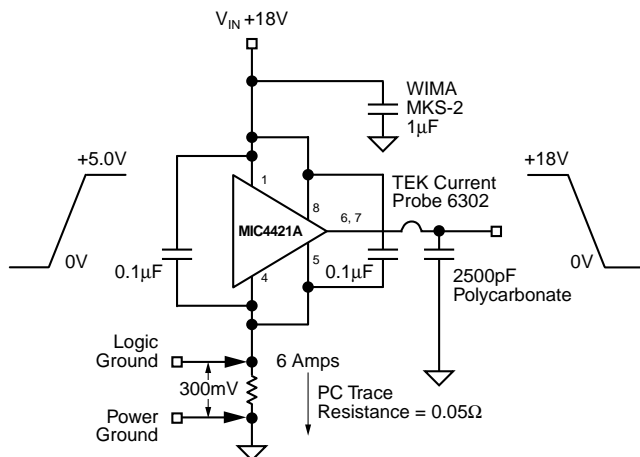 V_IN +18V
WIMA
MKS-2
1µF
+5.0V
0V
0.1µF
1
8
6, 7
MIC4421A
5
4
0.1µF
TEK Current
Probe 6302
+18V
0V
2500pF
Polycarbonate
Logic
Ground
300mV
Power
Ground
6 Amps
PC Trace
Resistance = 0.05Ω